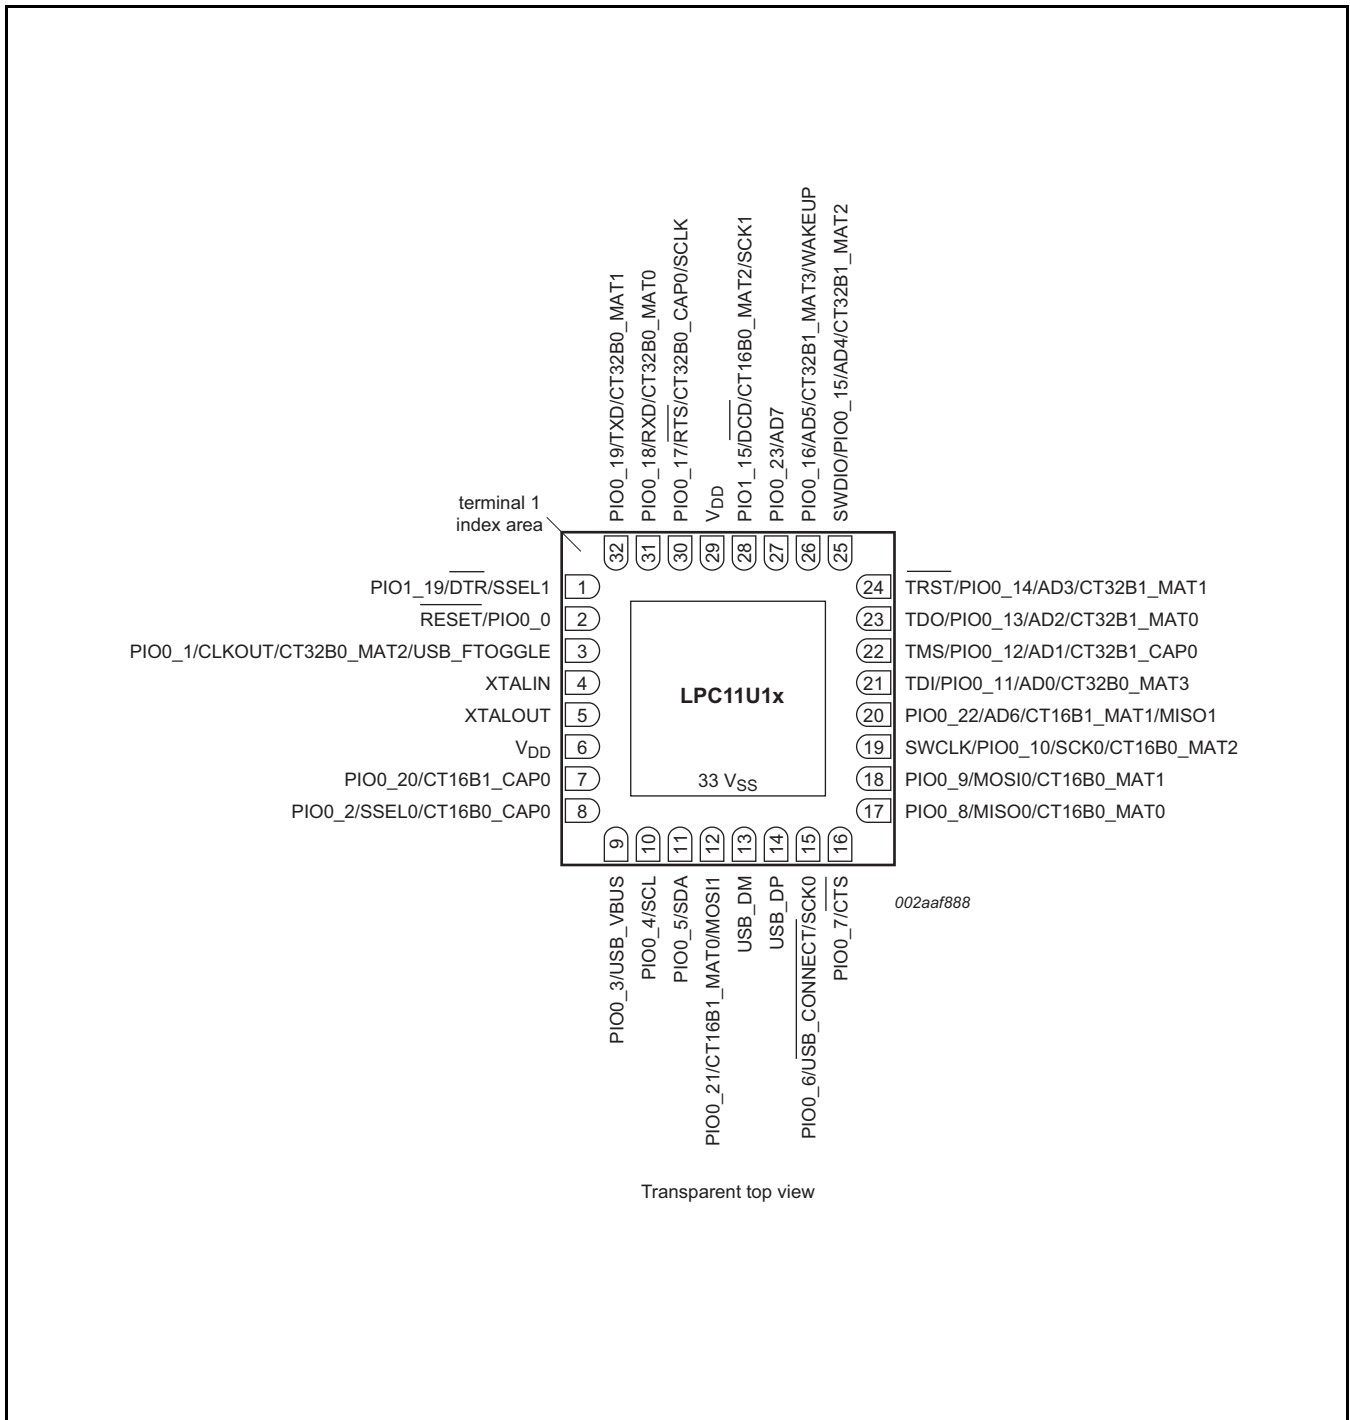 PIO0_19/TXD/CT32B0_MAT1
PIO0_18/RXD/CT32B0_MAT0
PIO0_17/RTS/CT32B0_CAP0/SCLK
VDD
PIO1_15/DCD/CT16B0_MAT2/SCK1
PIO0_23/AD7
PIO0_16/AD5/CT32B1_MAT3/WAKEUP
SWDIO/PIO0_15/AD4/CT32B1_MAT2
terminal 1
index area
32 31 30 29 28 27 26 25
PIO1_19/DTR/SSEL1 1
RESET/PIO0_0 2
PIO0_1/CLKOUT/CT32B0_MAT2/USB_FTOGGLE 3
XTALIN 4
XTALOUT 5
VDD 6
PIO0_20/CT16B1_CAP0 7
PIO0_2/SSEL0/CT16B0_CAP0 8
LPC11U1x
33 VSS
24 TRST/PIO0_14/AD3/CT32B1_MAT1
23 TDO/PIO0_13/AD2/CT32B1_MAT0
22 TMS/PIO0_12/AD1/CT32B1_CAP0
21 TDI/PIO0_11/AD0/CT32B0_MAT3
20 PIO0_22/AD6/CT16B1_MAT1/MISO1
19 SWCLK/PIO0_10/SCK0/CT16B0_MAT2
18 PIO0_9/MOSI0/CT16B0_MAT1
17 PIO0_8/MISO0/CT16B0_MAT0
9 10 11 12 13 14 15 16
PIO0_3/USB_VBUS
PIO0_4/SCL
PIO0_5/SDA
PIO0_21/CT16B1_MAT0/MOSI1
USB_DM
USB_DP
PIO0_6/USB_CONNECT/SCK0
PIO0_7/CTS
002aaf888
Transparent top view